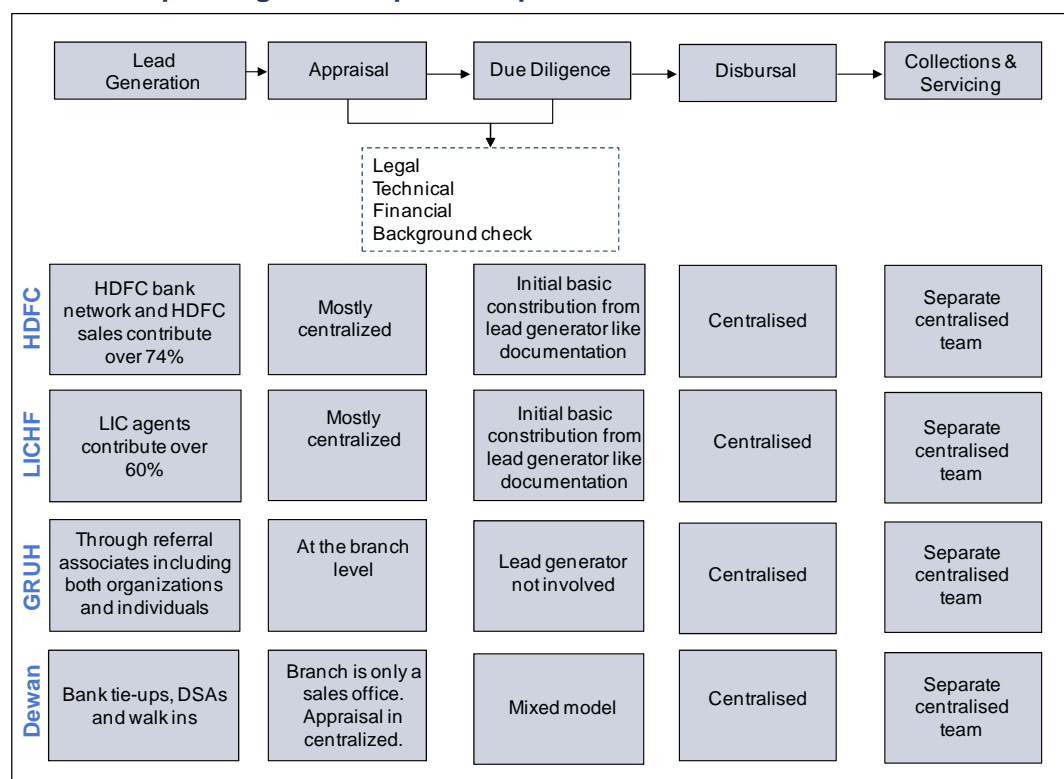 Lead
Generation
Appraisal
Due Diligence
Disbursal
Collections &
Servicing
Legal
Technical
Financial
Background check
HDFC
HDFC bank
network and HDFC
sales contribute
over 74%
Mostly
centralized
Initial basic
constribution from
lead generator like
documentation
Centralised
Separate
centralised
team
LICHF
LIC agents
contribute over
60%
Mostly
centralized
Initial basic
constribution from
lead generator like
documentation
Centralised
Separate
centralised
team
GRUH
Through referral
associates including
both organizations
and individuals
At the branch
level
Lead generator
not involved
Centralised
Separate
centralised
team
Dewan
Bank tie-ups, DSAs
and walk ins
Branch is only a
sales office.
Appraisal in
centralized.
Mixed model
Centralised
Separate
centralised
team